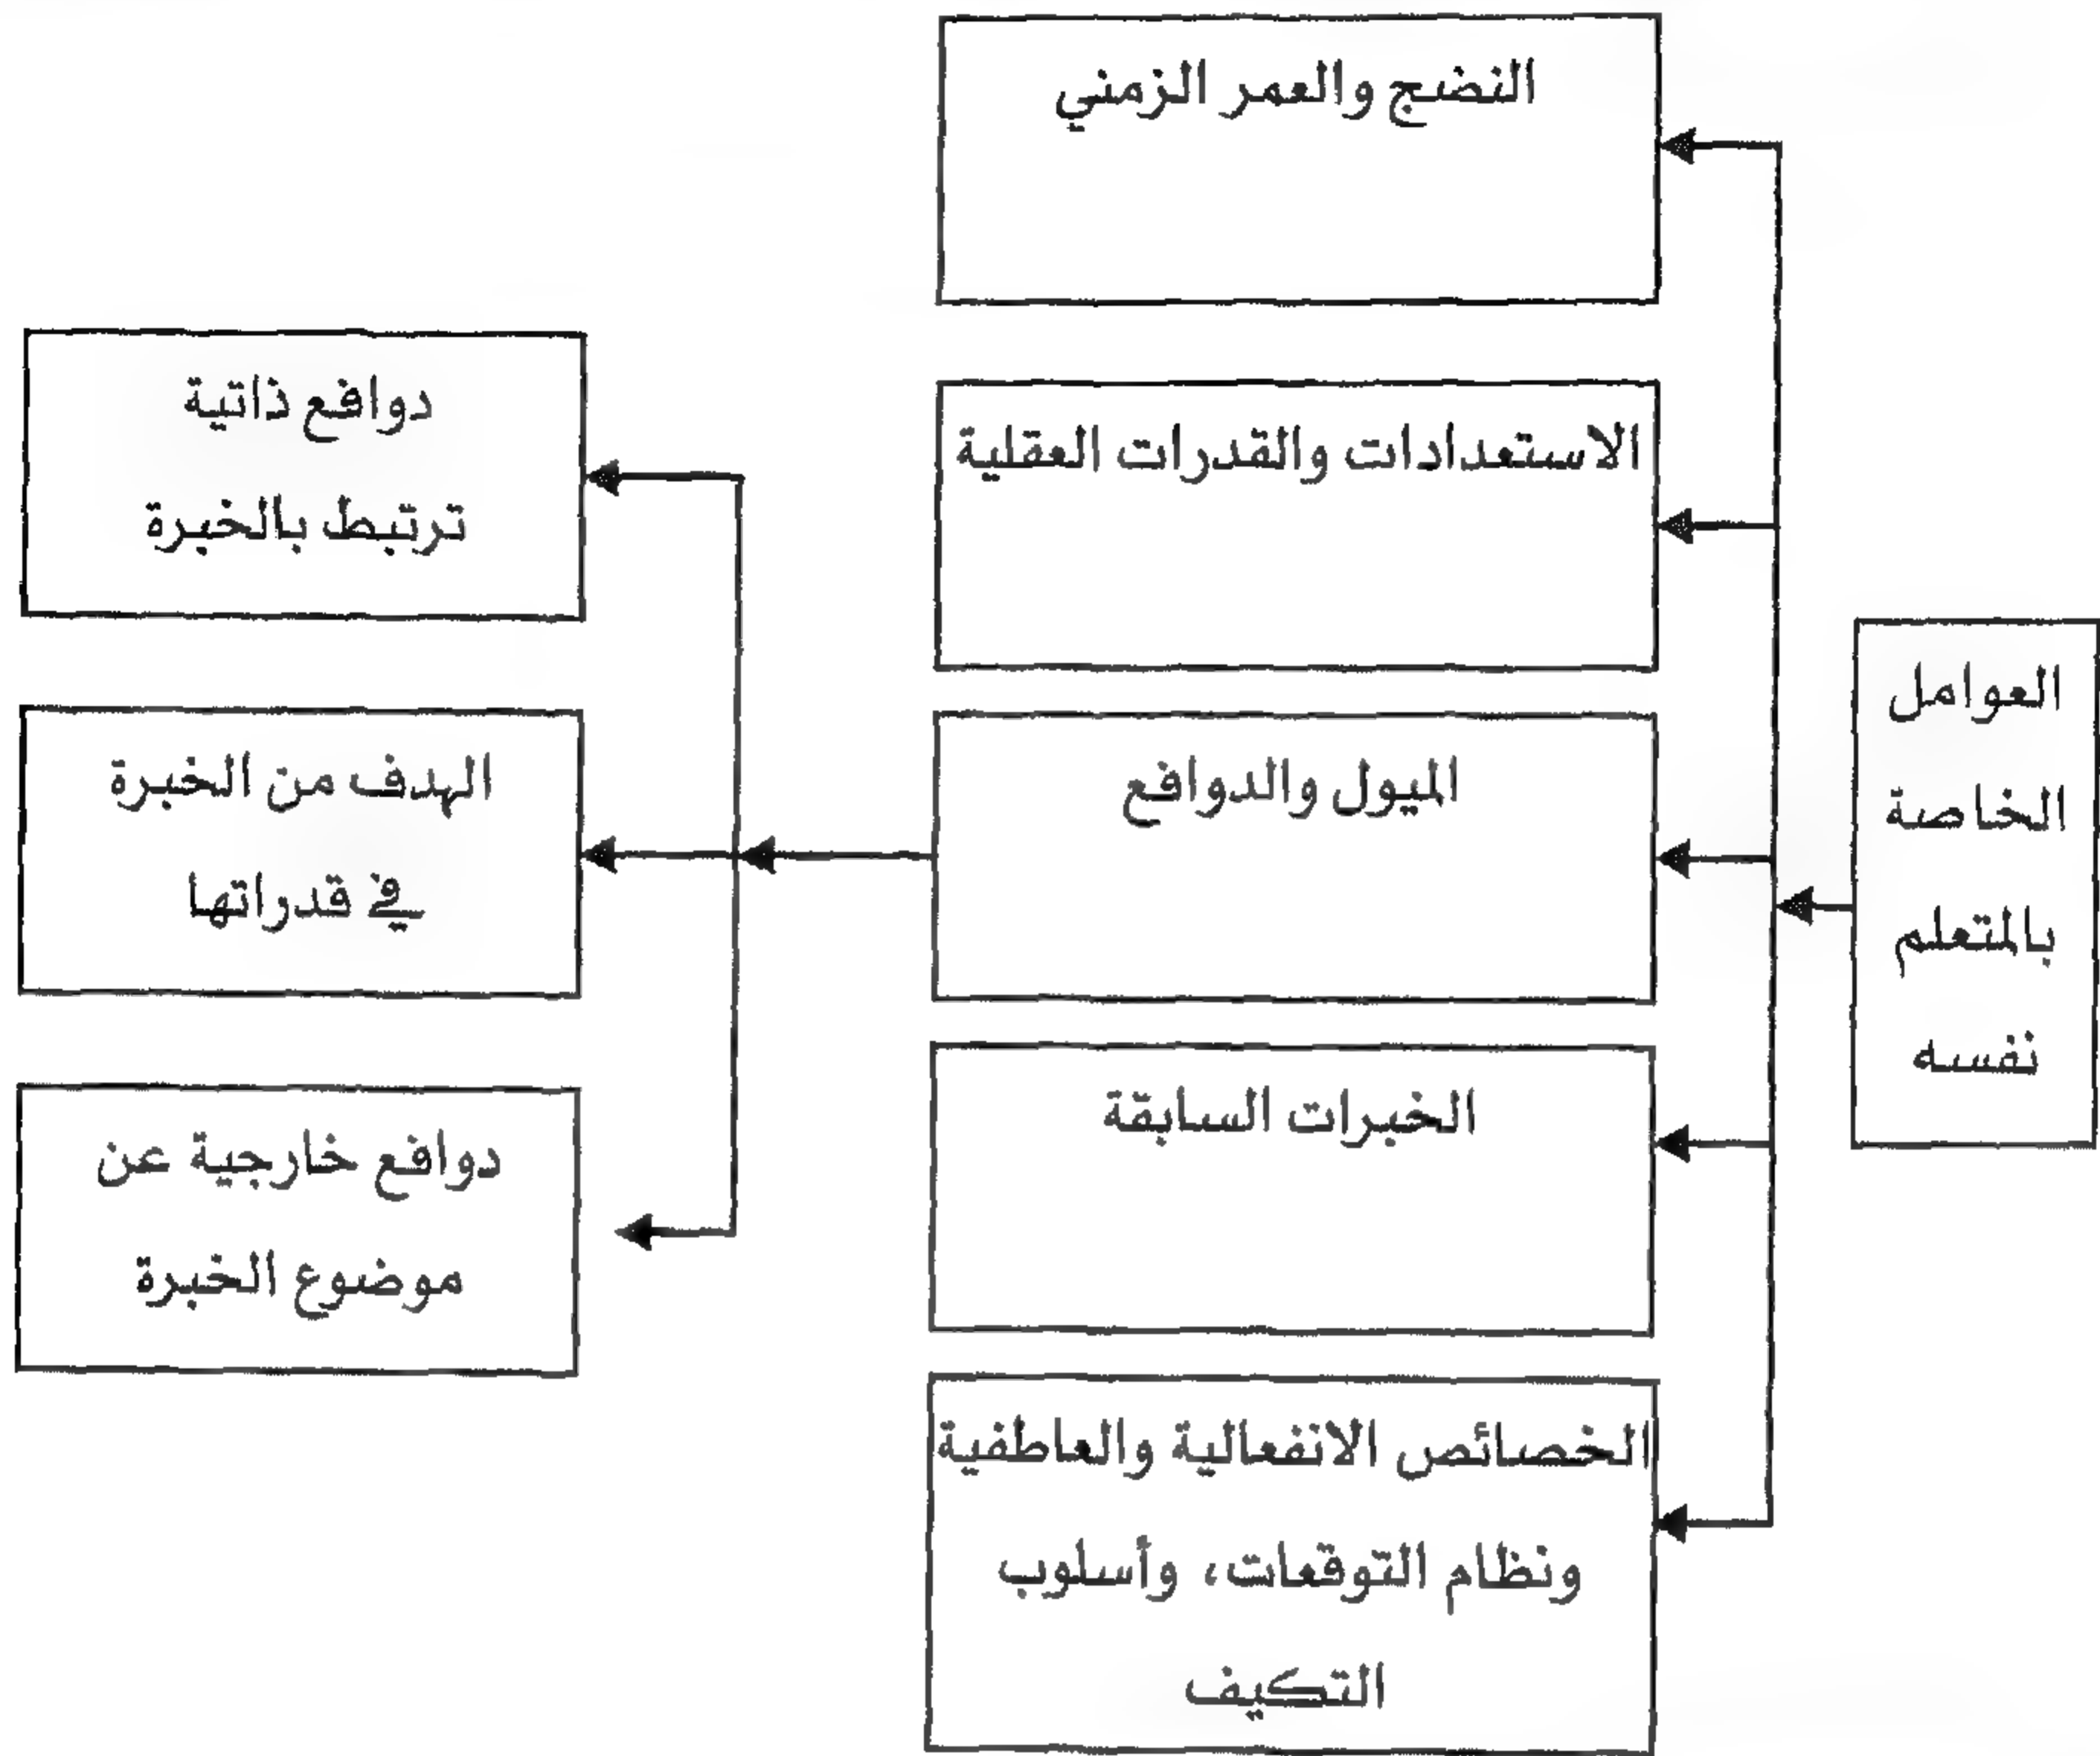 العوامل
الخاصة
بالمتعلم
نفسه
النضج والعمر الزمني
الاستعدادات والقدرات العقلية
الميول والدوافع
الخبرات السابقة
الخصائص الانفعالية والعاطفية
ونظام التوقعات، وأسلوب
التكيف
دوافع ذاتية
ترتبط بالخبرة
الهدف من الخبرة
في قدراتها
دوافع خارجية عن
موضوع الخبرة